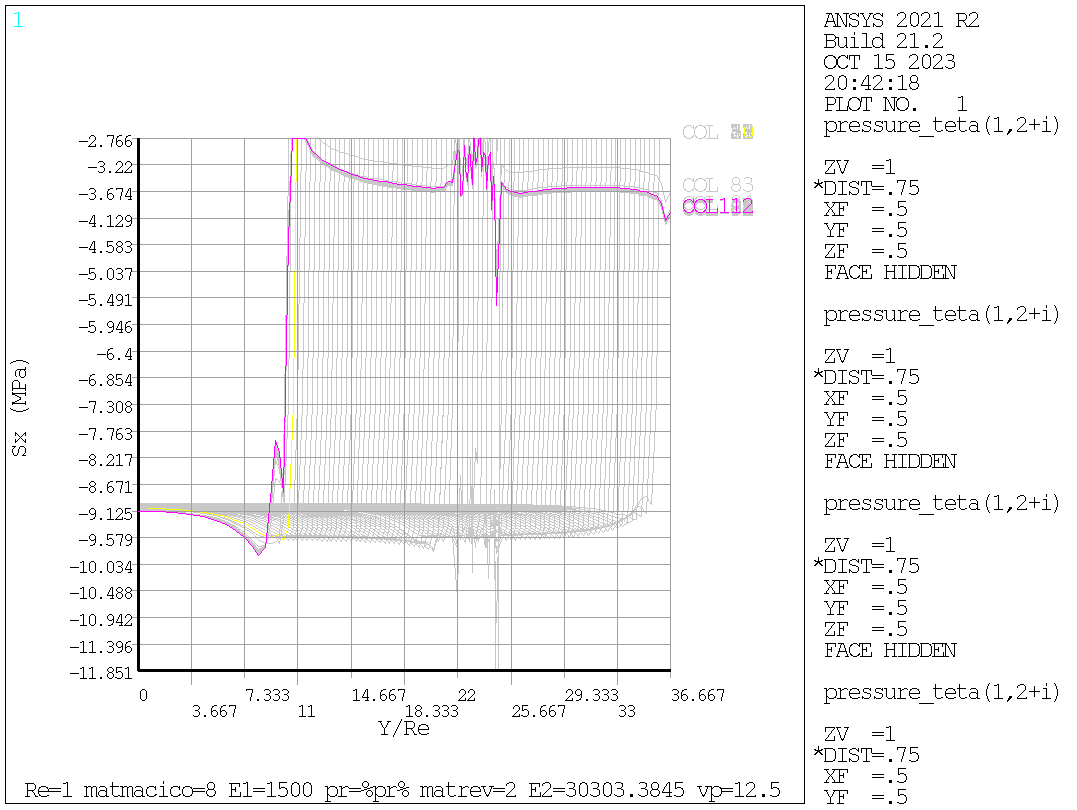 1
ANSYS 2021 R2
Build 21.2
OCT 15 2023
20:42:18
PLOT NO. 1
pressure_teta(1,2+i)
ZV =1
*DIST=.75
XF =.5
YF =.5
ZF =.5
FACE HIDDEN
pressure_teta(1,2+i)
ZV =1
*DIST=.75
XF =.5
YF =.5
ZF =.5
FACE HIDDEN
pressure_teta(1,2+i)
ZV =1
*DIST=.75
XF =.5
YF =.5
ZF =.5
FACE HIDDEN
pressure_teta(1,2+i)
ZV =1
*DIST=.75
XF =.5
YF =.5
COL
COL 83
COL112
-2.766
-3.22
-3.674
-4.129
-4.583
-5.037
-5.491
-5.946
-6.4
-6.854
-7.308
-7.763
-8.217
-8.671
-9.125
-9.579
-10.034
-10.488
-10.942
-11.396
-11.851
Sx (MPa)
0 7.333 14.667 22 29.333 36.667
3.667 11 18.333 25.667 33
Y/Re
Re=1 matmacico=8 E1=1500 pr=%pr% matrev=2 E2=30303.3845 vp=12.5